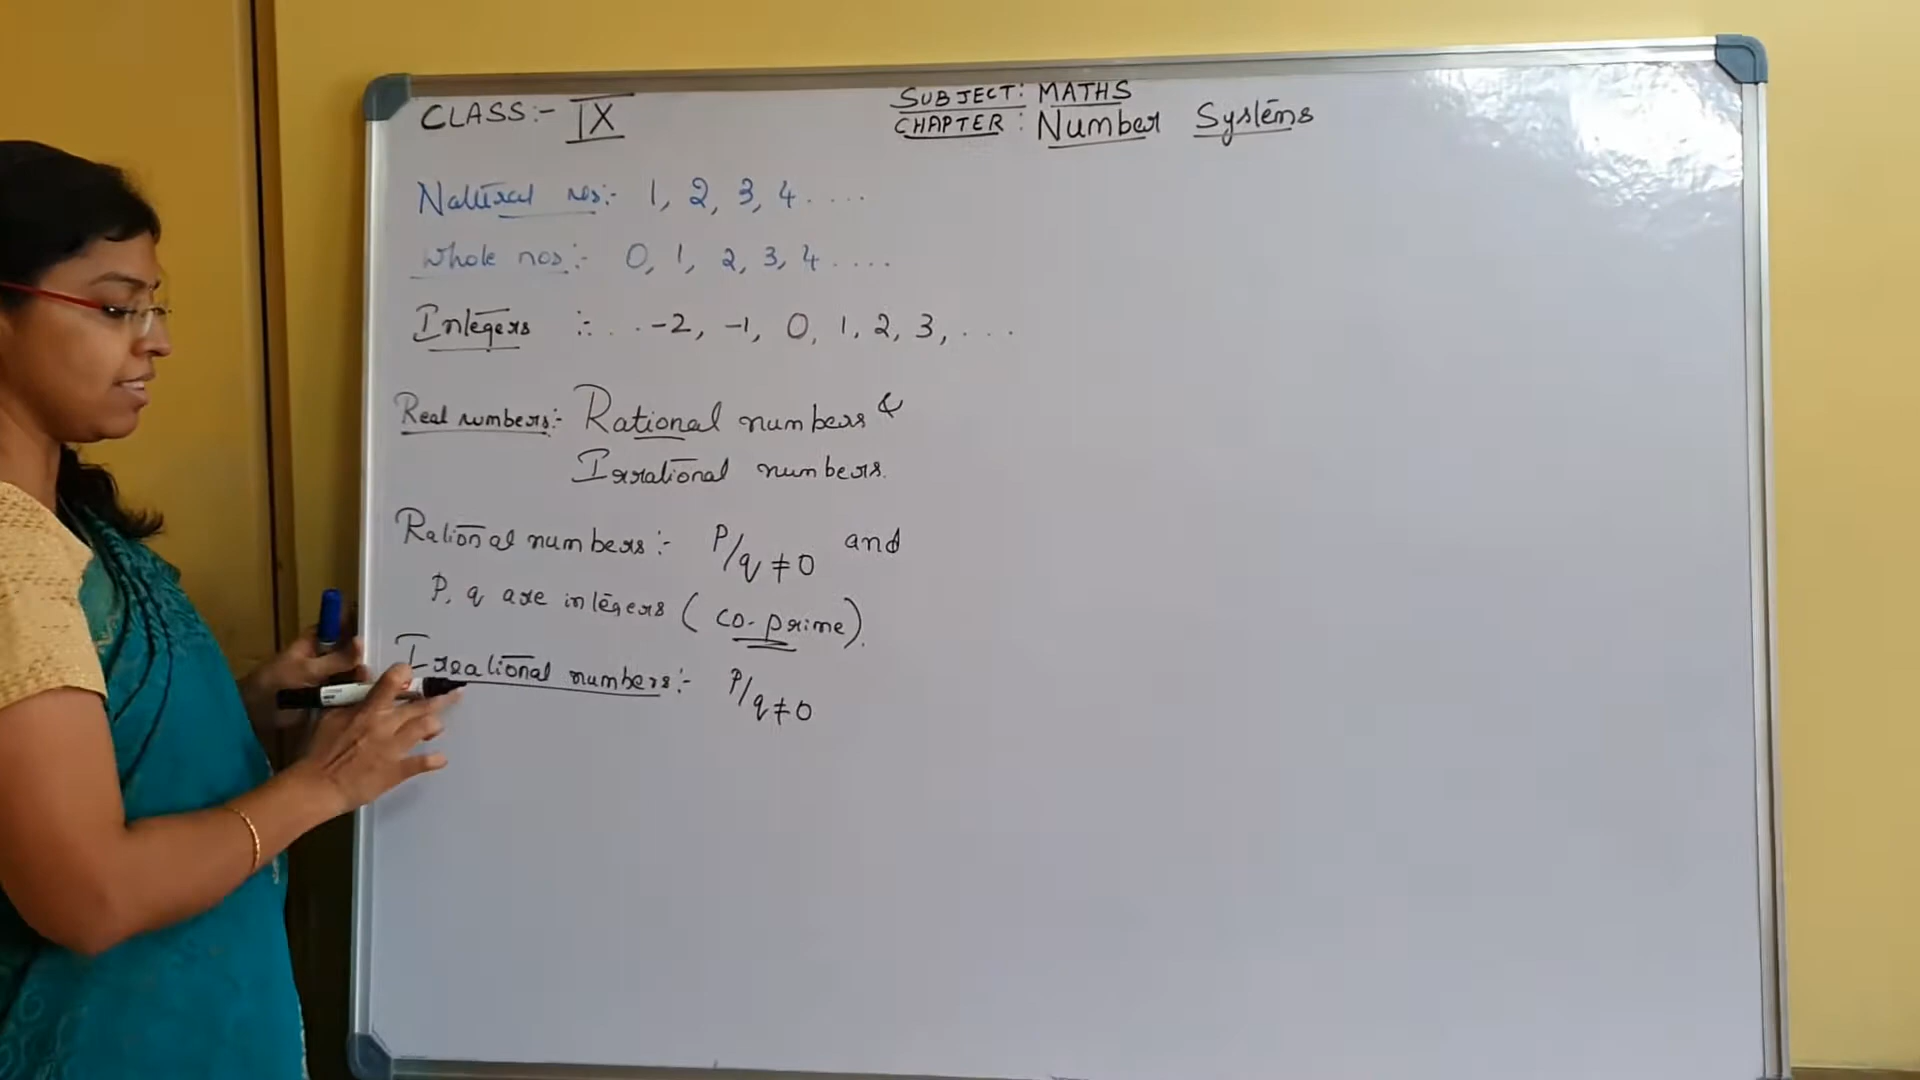 CLASS:- IX
SUBJECT: MATHS
CHAPTER: Number Systems
Natural nos:- 1, 2, 3, 4 ....
Whole nos:- 0, 1, 2, 3, 4 ....
Integers :- .. -2, -1, 0, 1, 2, 3, ...
Real numbers:- Rational numbers &
Irrational numbers.
Rational numbers:- P/q ≠ 0 and
P, q are integers (co-prime).
Irrational numbers:- P/q ≠ 0